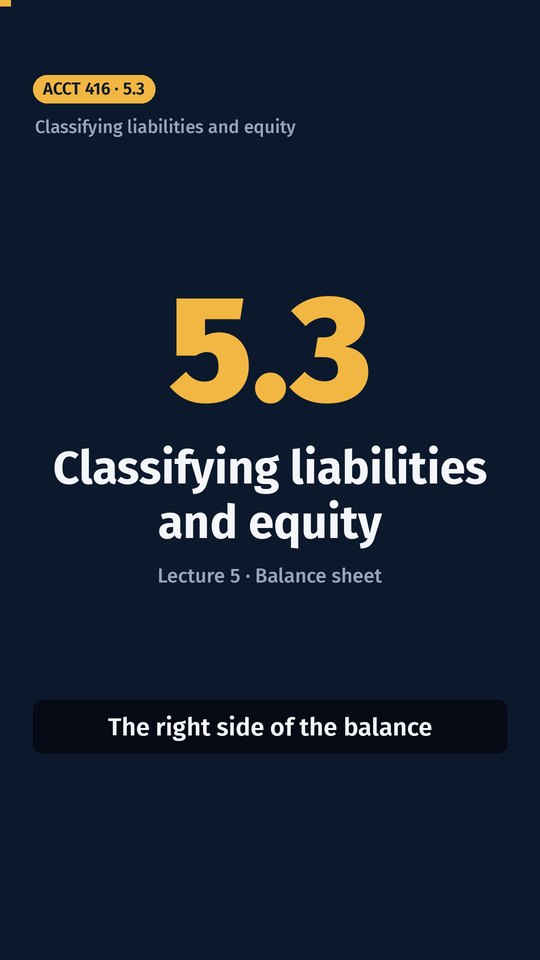 ACCT 416 · 5.3
Classifying liabilities and equity
5.3
Classifying liabilities
and equity
Lecture 5 · Balance sheet
The right side of the balance